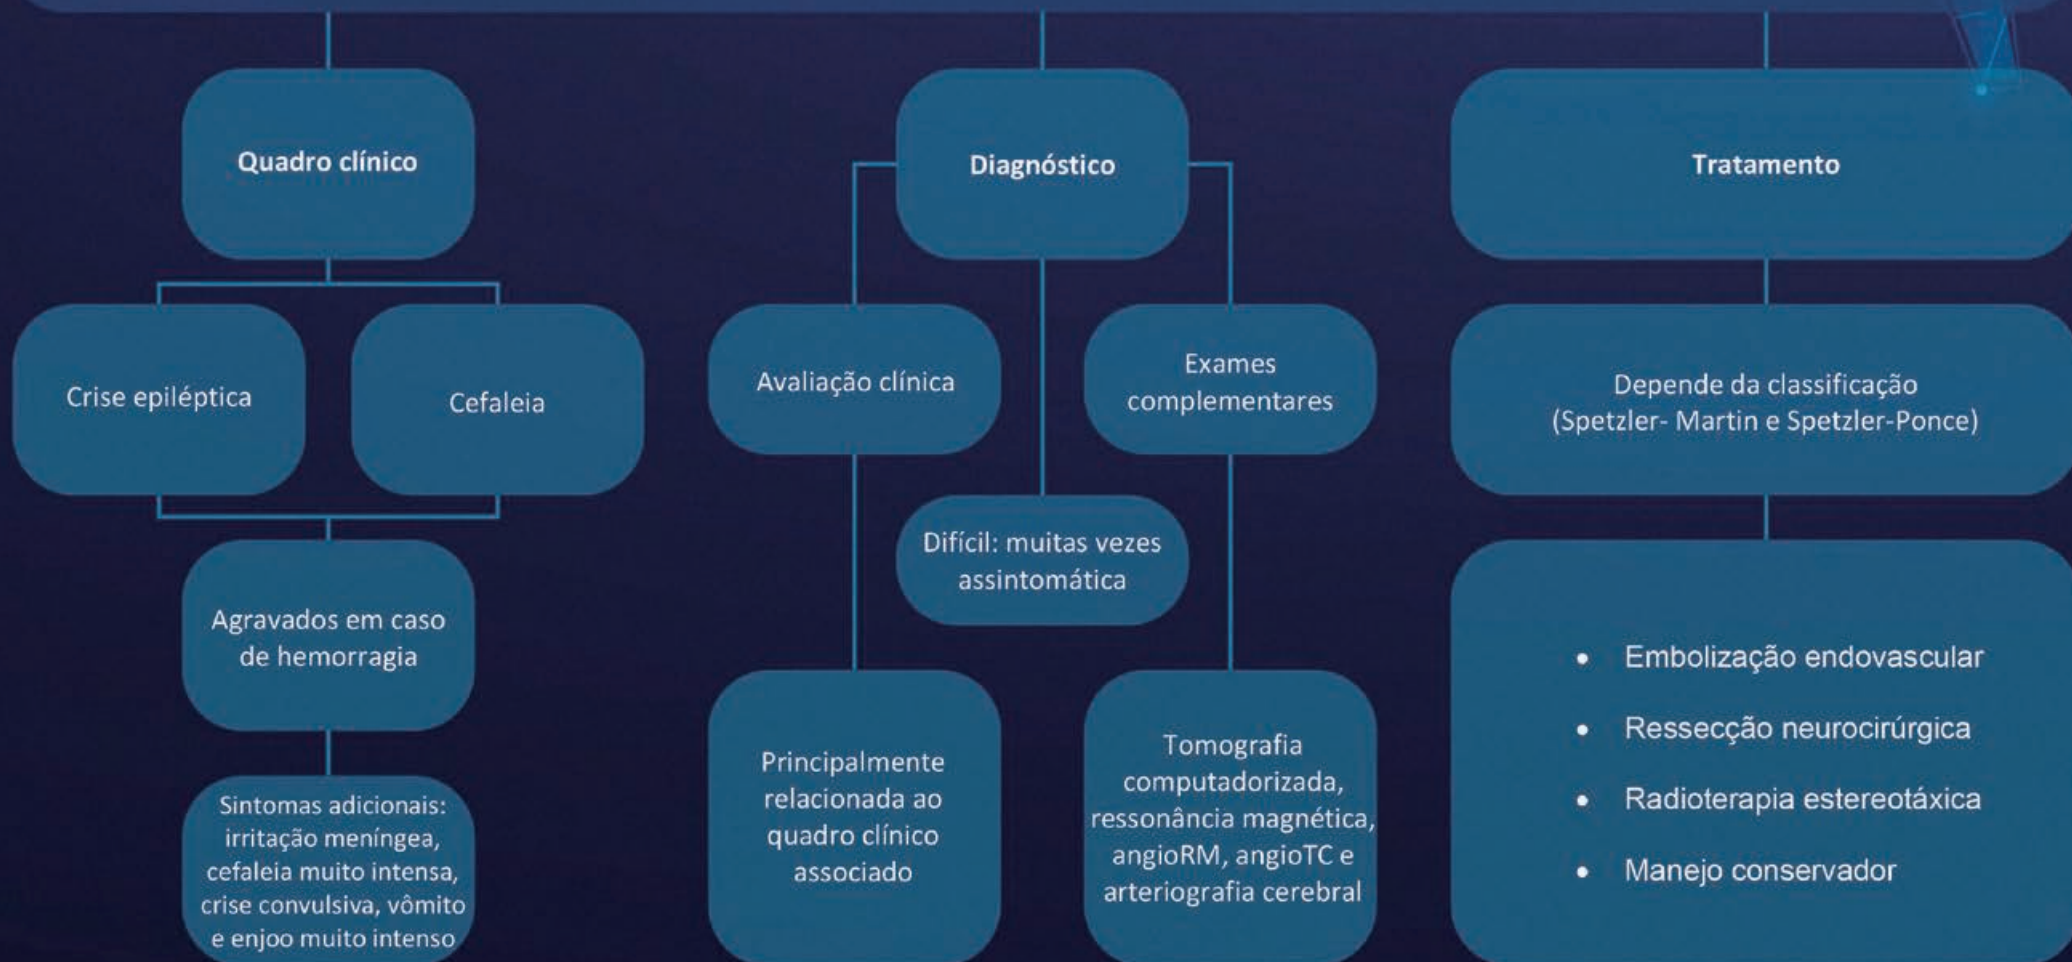 Quadro clínico
Crise epiléptica
Cefaleia
Agravados em caso
de hemorragia
Sintomas adicionais:
irritação meníngea,
cefaleia muito intensa,
crise convulsiva, vômito
e enjoo muito intenso
Diagnóstico
Avaliação clínica
Principalmente
relacionada ao
quadro clínico
associado
Difícil: muitas vezes
assintomática
Exames
complementares
Tomografia
computadorizada,
ressonância magnética,
angioRM, angioTC e
arteriografia cerebral
Tratamento
Depende da classificação
(Spetzler- Martin e Spetzler-Ponce)
• Embolização endovascular
• Ressecção neurocirúrgica
• Radioterapia estereotáxica
• Manejo conservador